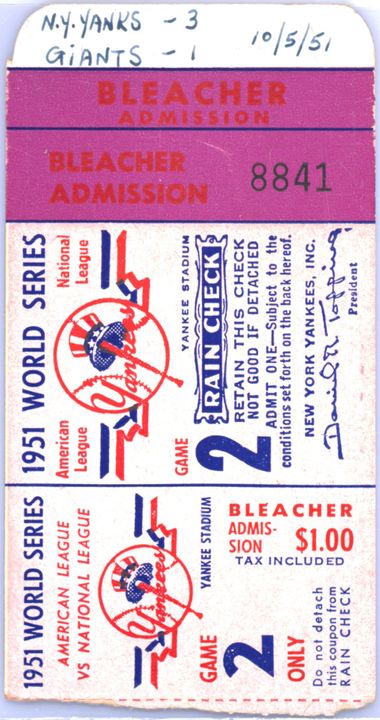 N.Y. YANKS - 3
GIANTS - 1 10/5/51
BLEACHER
ADMISSION
BLEACHER
ADMISSION
8841
1951 WORLD SERIES
American League
National League
Yankees
GAME
2
YANKEE STADIUM
RAIN CHECK
RETAIN THIS CHECK
NOT GOOD IF DETACHED
ADMIT ONE—Subject to the
conditions set forth on the back hereof.
NEW YORK YANKEES, INC.
Daniel R. Topping
President
1951 WORLD SERIES
AMERICAN LEAGUE
VS NATIONAL LEAGUE
Yankees
YANKEE STADIUM
GAME
2
ONLY
BLEACHER
ADMIS-
SION $1.00
TAX INCLUDED
Do not detach
this coupon from
RAIN CHECK